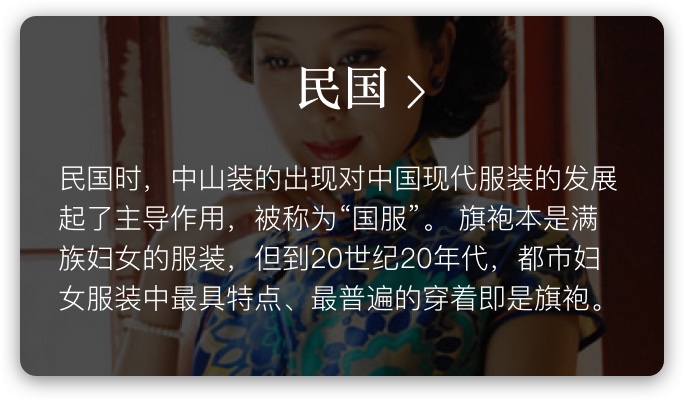 民国 >
民国时，中山装的出现对中国现代服装的发展
起了主导作用，被称为“国服”。 旗袍本是满
族妇女的服装，但到20世纪20年代，都市妇
女服装中最具特点、最普遍的穿着即是旗袍。